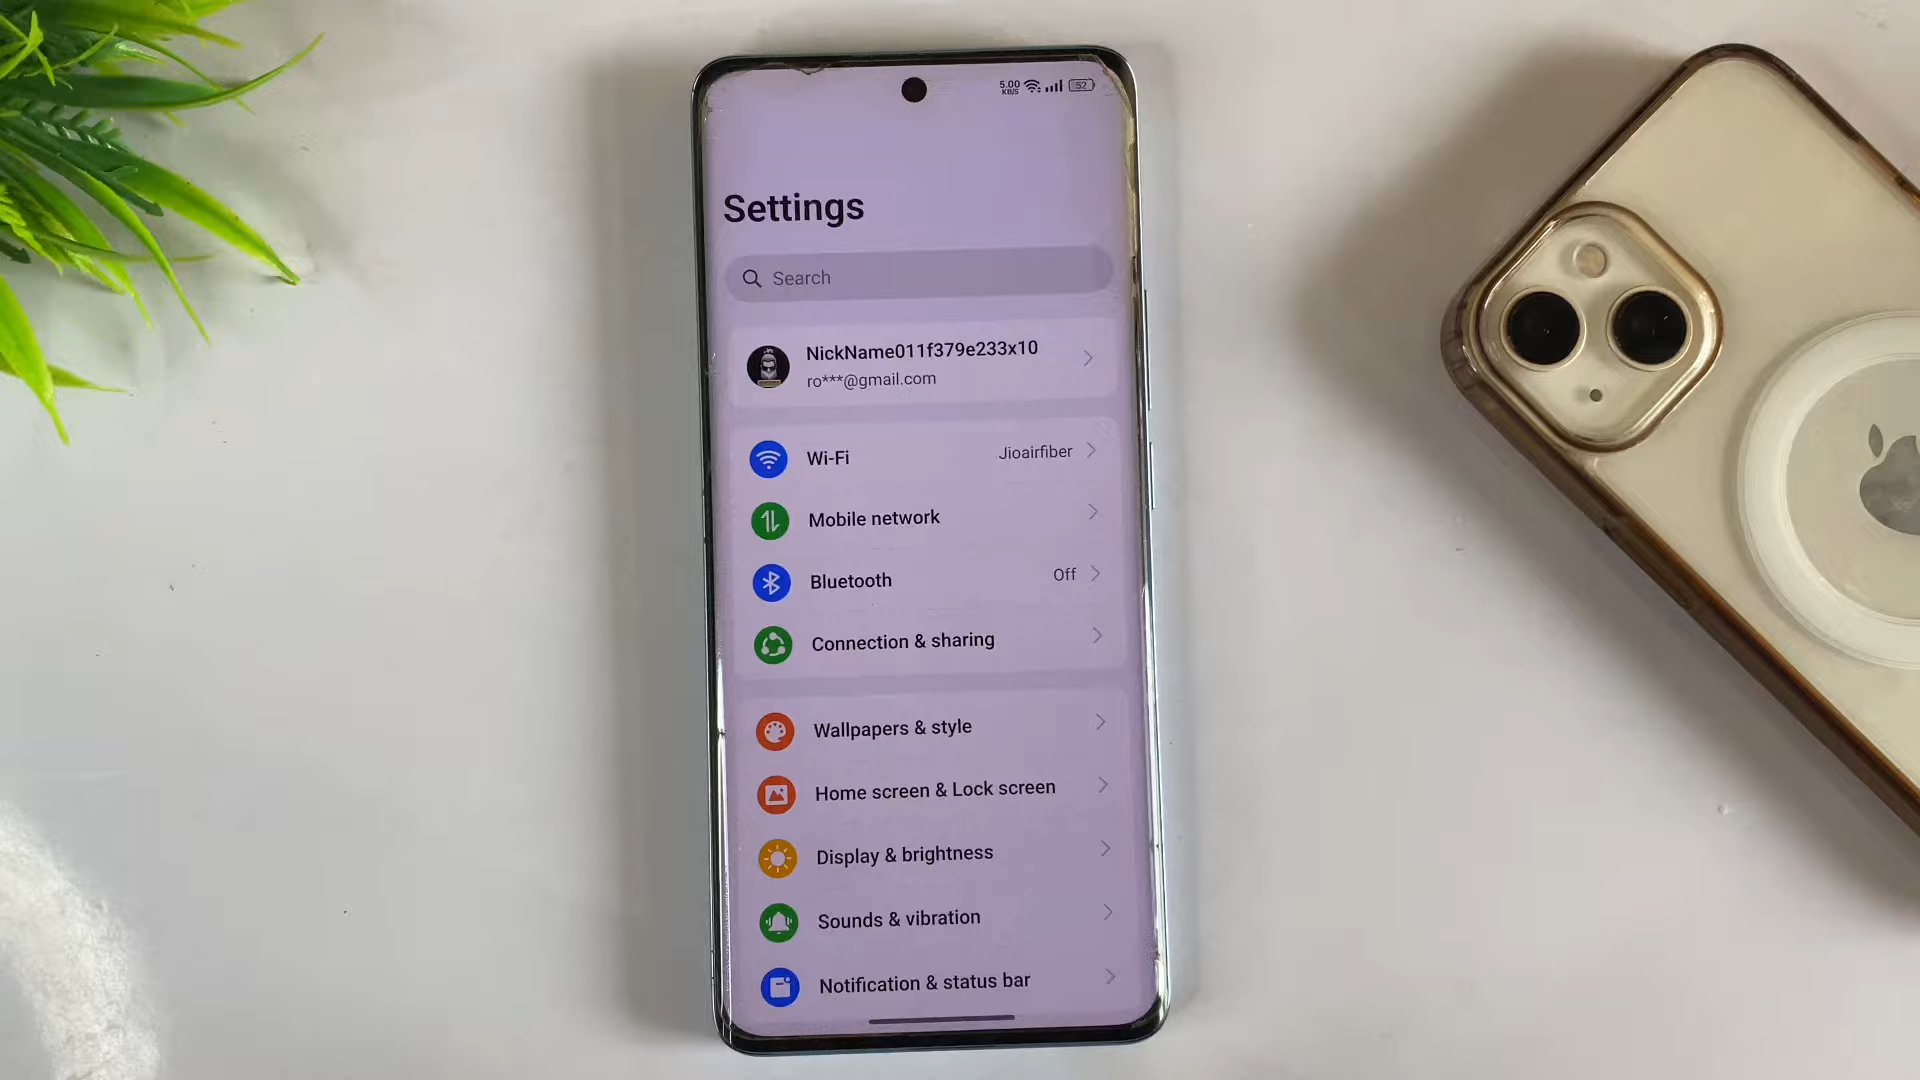 5.00
KB/S
52
Settings
Search
NickName011f379e233x10
ro***@gmail.com
Wi-Fi
Jioairfiber
Mobile network
Bluetooth
Off
Connection & sharing
Wallpapers & style
Home screen & Lock screen
Display & brightness
Sounds & vibration
Notification & status bar